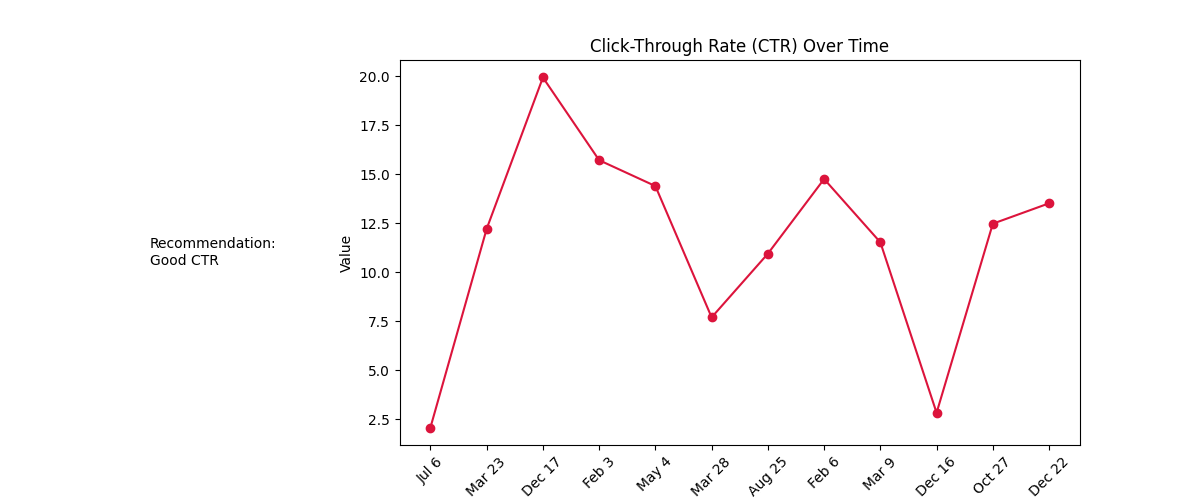 Click-Through Rate (CTR) Over Time
Recommendation:
Good CTR
Value
20.0
17.5
15.0
12.5
10.0
7.5
5.0
2.5
Jul 6
Mar 23
Dec 17
Feb 3
May 4
Mar 28
Aug 25
Feb 6
Mar 9
Dec 16
Oct 27
Dec 22